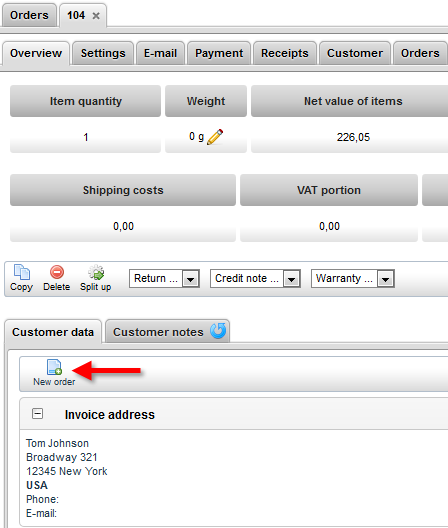 Orders 104
Overview Settings E-mail Payment Receipts Customer Orders
Item quantity Weight Net value of items
1 0 g 226,05
Shipping costs VAT portion
0,00 0,00
Return ... Credit note ... Warranty ...
Copy Delete Split up
Customer data Customer notes
New order
Invoice address
Tom Johnson
Broadway 321
12345 New York
USA
Phone:
E-mail: